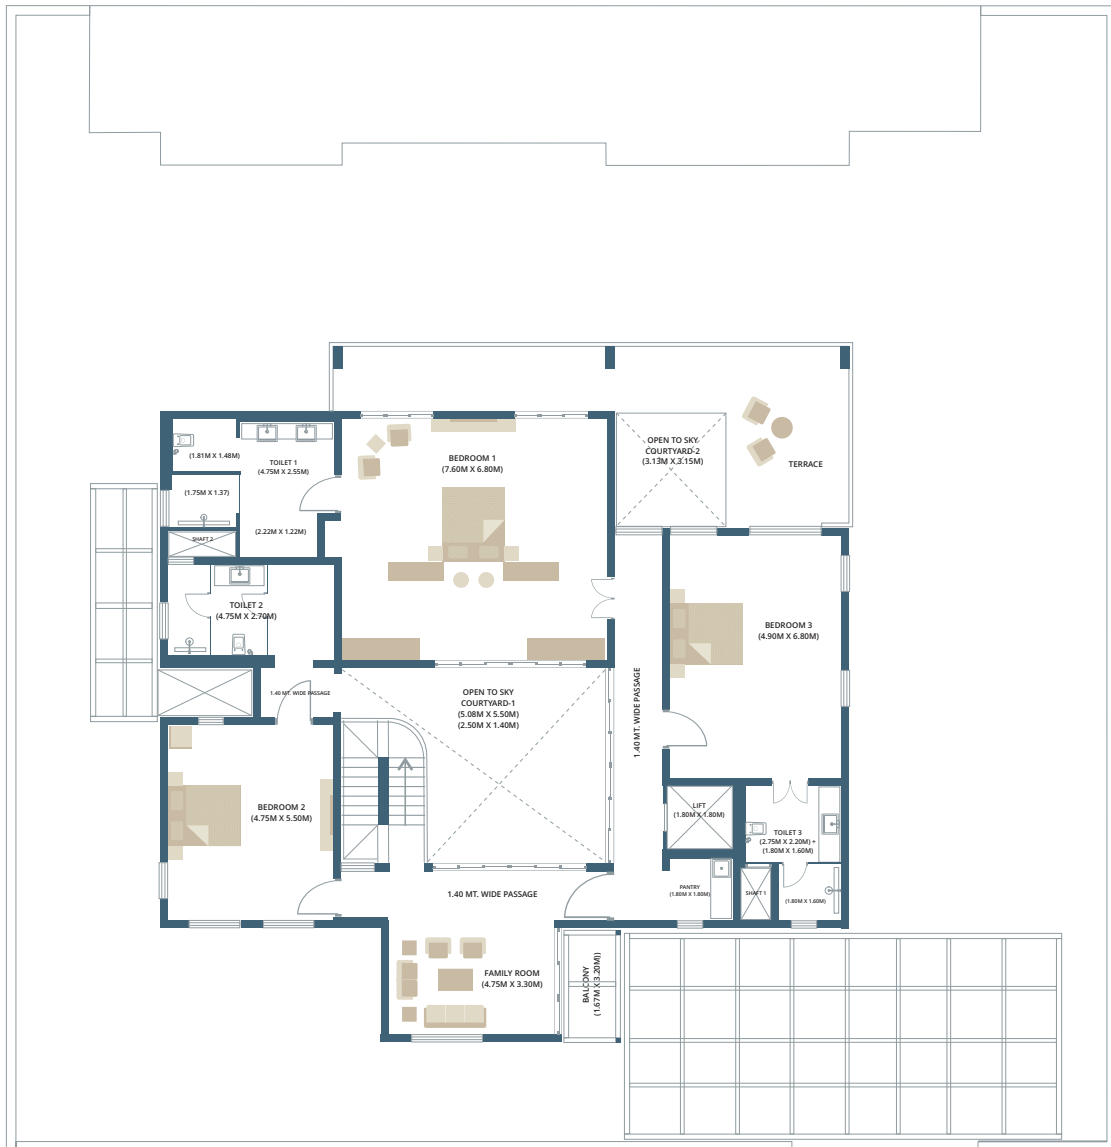 BEDROOM 1
(7.60M X 6.80M)
OPEN TO SKY
COURTYARD-2
(3.13M X 3.15M)
TERRACE
(1.81M X 1.48M)
TOILET 1
(4.75M X 2.55M)
(1.75M X 1.37)
(2.22M X 1.22M)
SHAFT 2
TOILET 2
(4.75M X 2.70M)
BEDROOM 3
(4.90M X 6.80M)
1.40 MT. WIDE PASSAGE
OPEN TO SKY
COURTYARD-1
(5.08M X 5.50M)
(2.50M X 1.40M)
1.40 MT. WIDE PASSAGE
BEDROOM 2
(4.75M X 5.50M)
LIFT
(1.80M X 1.80M)
TOILET 3
(2.75M X 2.20M) +
(1.80M X 1.60M)
1.40 MT. WIDE PASSAGE
PANTRY
(1.80M X 1.80M)
SHAFT 1
(1.80M X 1.60M)
FAMILY ROOM
(4.75M X 3.30M)
BALCONY
(1.67M X 3.20M))